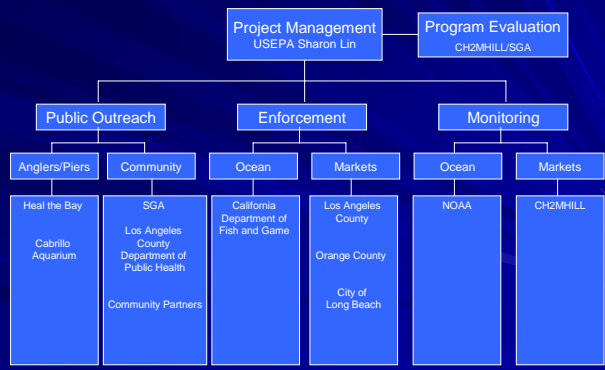 Project Management
USEPA Sharon Lin
Program Evaluation
CH2MHILL/SGA
Public Outreach
Enforcement
Monitoring
Anglers/Piers
Community
Ocean
Markets
Ocean
Markets
Heal the Bay
Cabrillo
Aquarium
SGA
Los Angeles
County
Department of
Public Health
Community Partners
California
Department of
Fish and Game
Los Angeles
County
Orange County
City of
Long Beach
NOAA
CH2MHILL